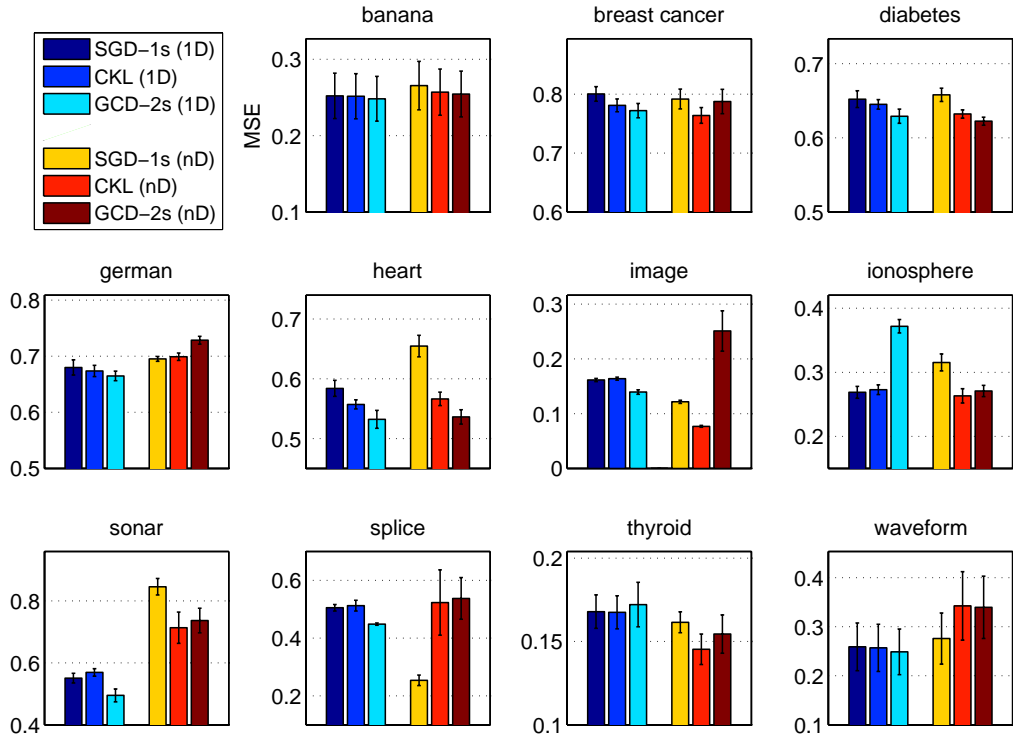 SGD−1s (1D)
CKL (1D)
GCD−2s (1D)
SGD−1s (nD)
CKL (nD)
GCD−2s (nD)
banana
MSE
0.3
0.2
0.1
breast cancer
0.8
0.7
0.6
diabetes
0.7
0.6
0.5
german
0.8
0.7
0.6
0.5
heart
0.7
0.6
0.5
image
0.3
0.2
0.1
0
ionosphere
0.4
0.3
0.2
sonar
0.8
0.6
0.4
splice
0.6
0.4
0.2
thyroid
0.2
0.15
0.1
waveform
0.4
0.3
0.2
0.1